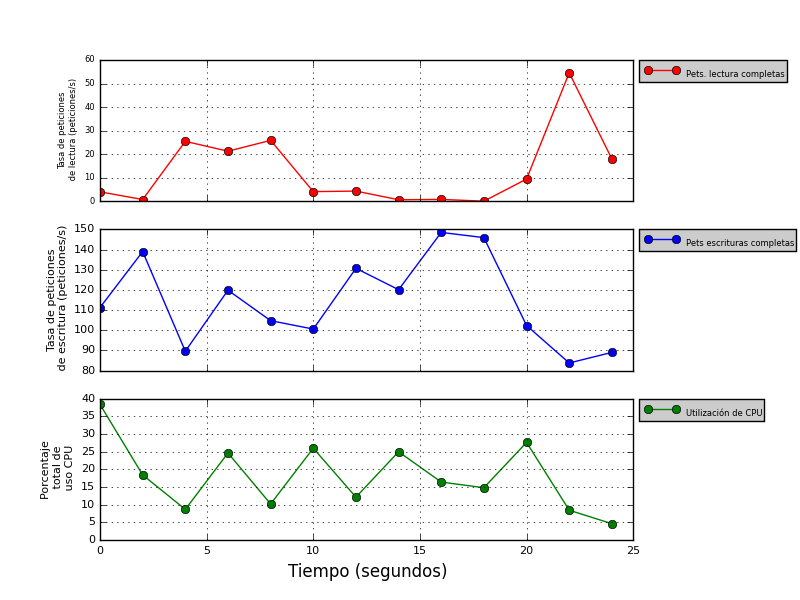 60
50
40
30
20
10
0
Tasa de peticiones
de lectura (peticiones/s)
Pets. lectura completas
150
140
130
120
110
100
90
80
Tasa de peticiones
de escritura (peticiones/s)
Pets escrituras completas
40
35
30
25
20
15
10
5
0
Porcentaje
total de
uso CPU
Utilización de CPU
0 5 10 15 20 25
Tiempo (segundos)